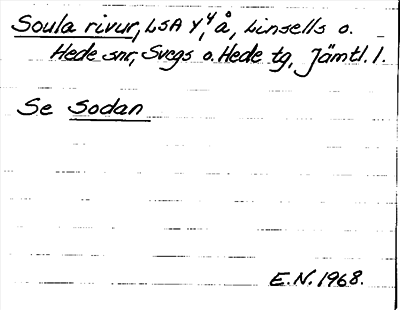 Soula rivur, LSA Y, 4 å, Linsells o.
Hede snr, Svegs o. Hede tg, Jämtl. l.
Se Sodan
E.N. 1968.